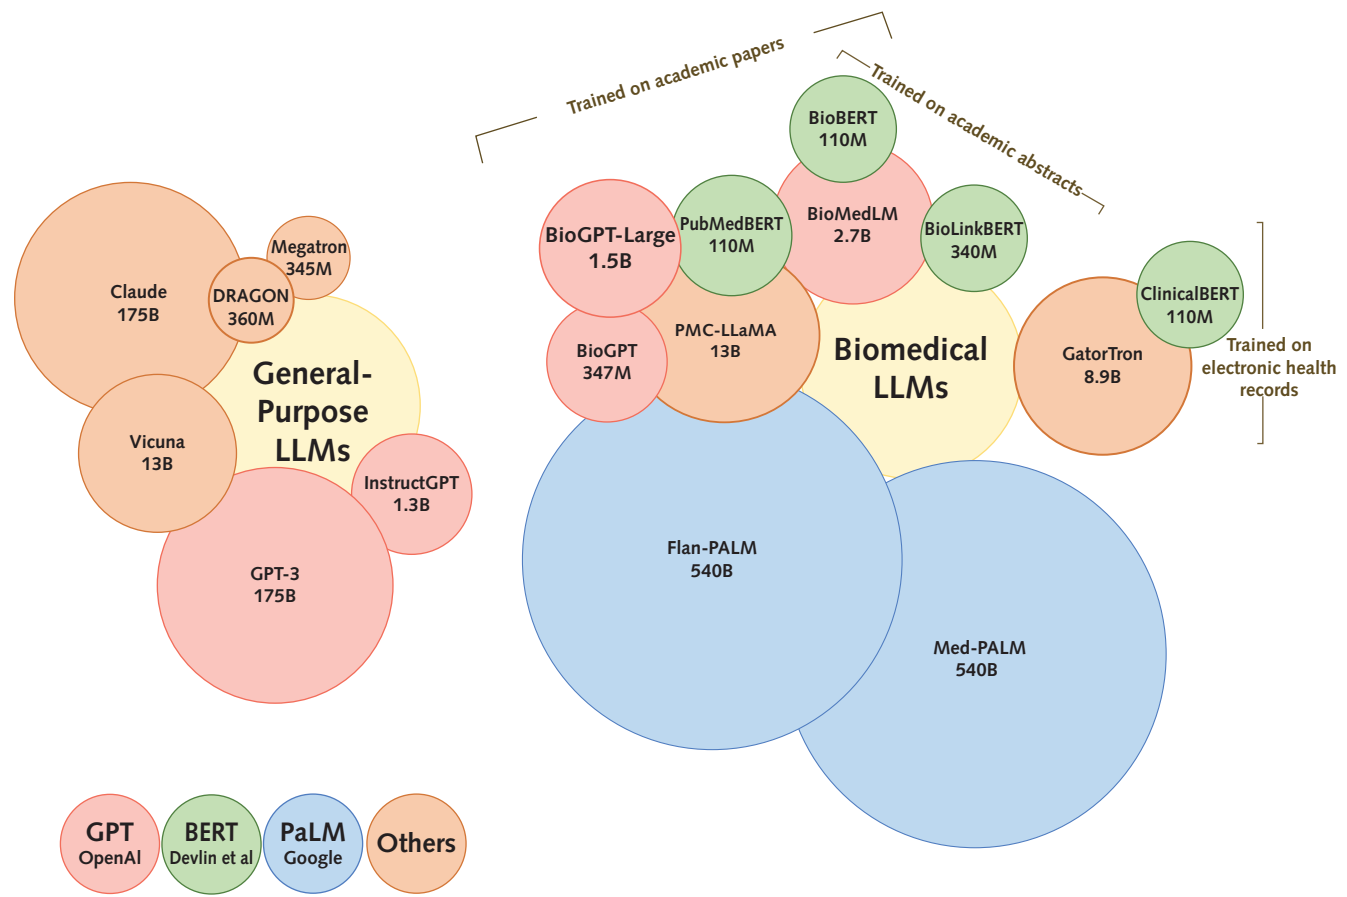 Trained on academic papers
Trained on academic abstracts
BioBERT
110M
BioMedLM
2.7B
PubMedBERT
110M
BioGPT-Large
1.5B
BioLinkBERT
340M
Megatron
345M
DRAGON
360M
Claude
175B
General-
Purpose
LLMs
Vicuna
13B
InstructGPT
1.3B
GPT-3
175B
PMC-LLaMA
13B
BioGPT
347M
Biomedical
LLMs
GatorTron
8.9B
ClinicalBERT
110M
Trained on
electronic health
records
Flan-PALM
540B
Med-PALM
540B
GPT
OpenAI
BERT
Devlin et al
PaLM
Google
Others